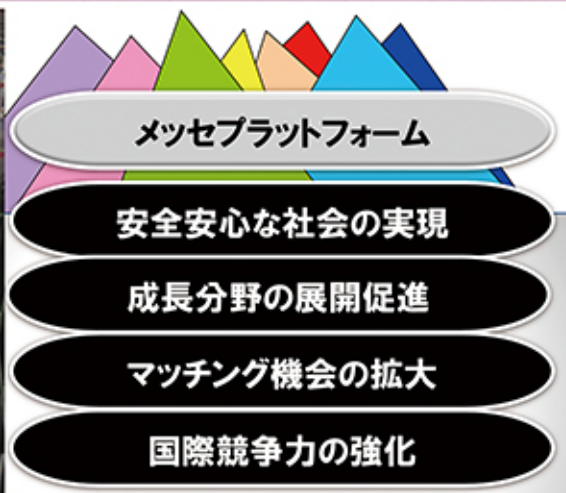 メッセプラットフォーム
安全安心な社会の実現
成長分野の展開促進
マッチング機会の拡大
国際競争力の強化